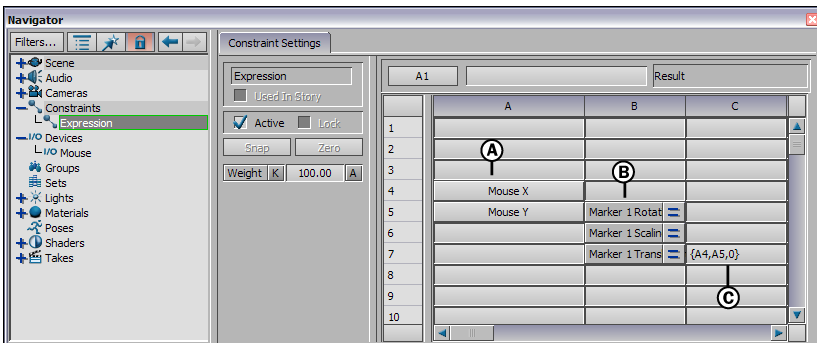 Navigator
Filters...
Scene
Audio
Cameras
Constraints
Expression
I/O Devices
I/O Mouse
Groups
Sets
Lights
Materials
Poses
Shaders
Takes
Constraint Settings
Expression
Used In Story
Active Lock
Snap Zero
Weight K 100.00 A
A1 Result
A B C
1
2
A
3
B
4 Mouse X
5 Mouse Y Marker 1 Rotat =
6 Marker 1 Scalin =
7 Marker 1 Trans = {A4,A5,0}
8
9
C
10